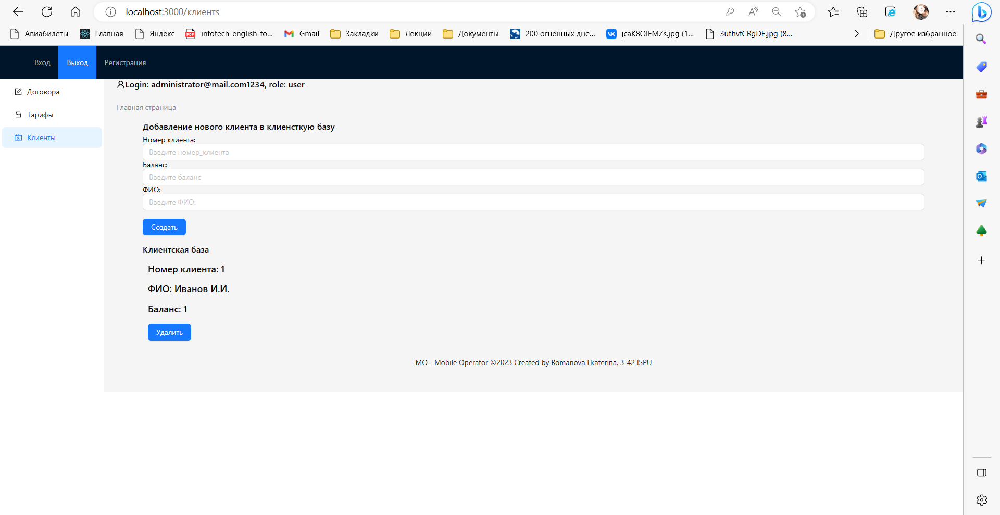 localhost:3000/клиенты
Авиабилеты Главная Яндекс infotech-english-fo... Gmail Закладки Лекции Документы 200 огненных дне... jcaK8OIEMZs.jpg (1... 3uthvfCRgDE.jpg (8... Другое избранное
Вход Выход Регистрация
Договора
Тарифы
Клиенты
Login: administrator@mail.com1234, role: user
Главная страница
Добавление нового клиента в клиенсткую базу
Номер клиента:
Введите номер_клиента
Баланс:
Введите баланс
ФИО:
Введите ФИО:
Создать
Клиентская база
Номер клиента: 1
ФИО: Иванов И.И.
Баланс: 1
Удалить
MO - Mobile Operator ©2023 Created by Romanova Ekaterina, 3-42 ISPU